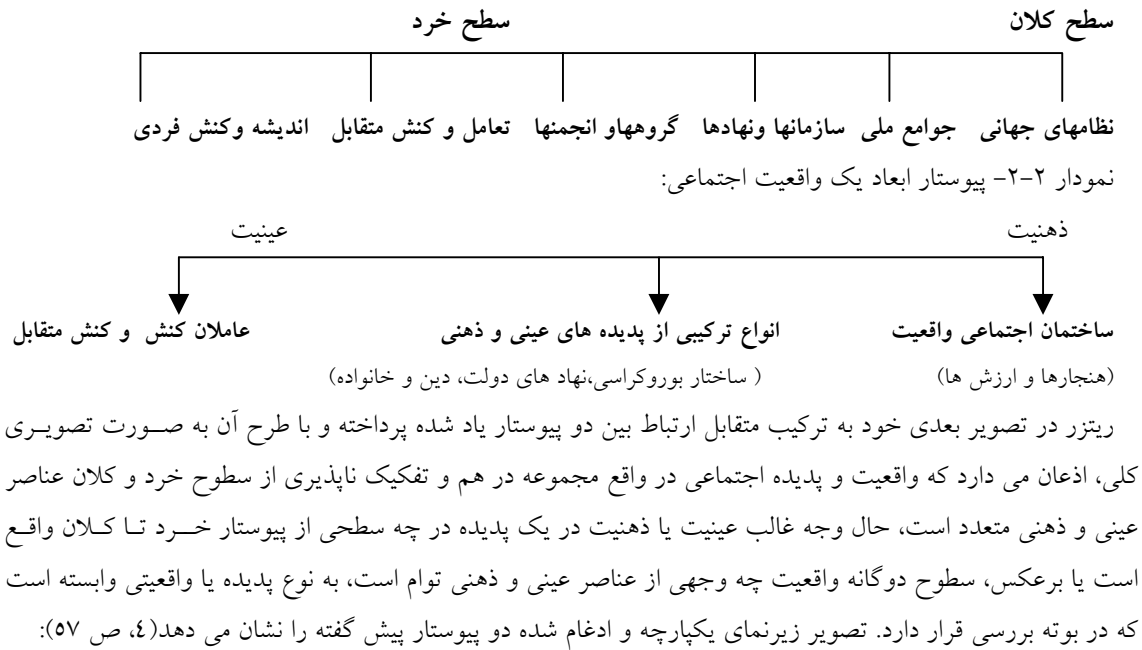 سطح کلان سطح خرد
نظامهای جهانی جوامع ملی سازمانها ونهادها گروههاو انجمنها تعامل و کنش متقابل اندیشه وکنش فردی
نمودار ۲-۲- پیوستار ابعاد یک واقعیت اجتماعی:
ذهنیت عینیت
ساختمان اجتماعی واقعیت انواع ترکیبی از پدیده های عینی و ذهنی عاملان کنش و کنش متقابل
(هنجارها و ارزش ها) ( ساختار بوروکراسی،نهاد های دولت، دین و خانواده)
ریتزر در تصویر بعدی خود به ترکیب متقابل ارتباط بین دو پیوستار یاد شده پرداخته و با طرح آن به صورت تصویری
کلی، اذعان می دارد که واقعیت و پدیده اجتماعی در واقع مجموعه در هم و تفکیک ناپذیری از سطوح خرد و کلان عناصر
عینی و ذهنی متعدد است، حال وجه غالب عینیت یا ذهنیت در یک پدیده در چه سطحی از پیوستار خرد تا کلان واقع
است یا برعکس، سطوح دوگانه واقعیت چه وجهی از عناصر عینی و ذهنی توام است، به نوع پدیده یا واقعیتی وابسته است
که در بوته بررسی قرار دارد. تصویر زیرنمای یکپارچه و ادغام شده دو پیوستار پیش گفته را نشان می دهد(٤، ص ٥٧):